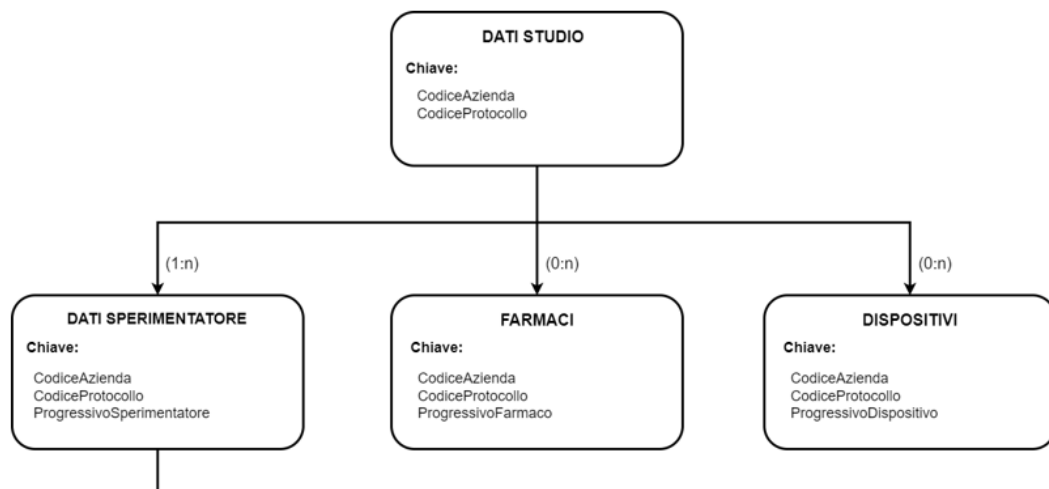 DATI STUDIO
Chiave:
CodiceAzienda
CodiceProtocollo
(1:n)
(0:n)
(0:n)
DATI SPERIMENTATORE
Chiave:
CodiceAzienda
CodiceProtocollo
ProgressivoSperimentatore
FARMACI
Chiave:
CodiceAzienda
CodiceProtocollo
ProgressivoFarmaco
DISPOSITIVI
Chiave:
CodiceAzienda
CodiceProtocollo
ProgressivoDispositivo